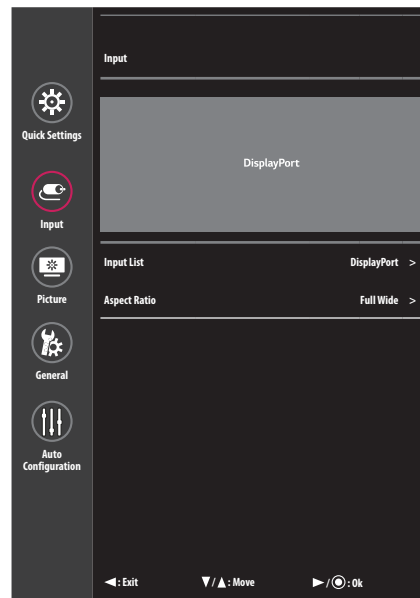 Input
Quick Settings
DisplayPort
Input
Input List DisplayPort >
Picture
Aspect Ratio Full Wide >
General
Auto
Configuration
◀ : Exit ▼/▲ : Move ▶ / ◉ : Ok